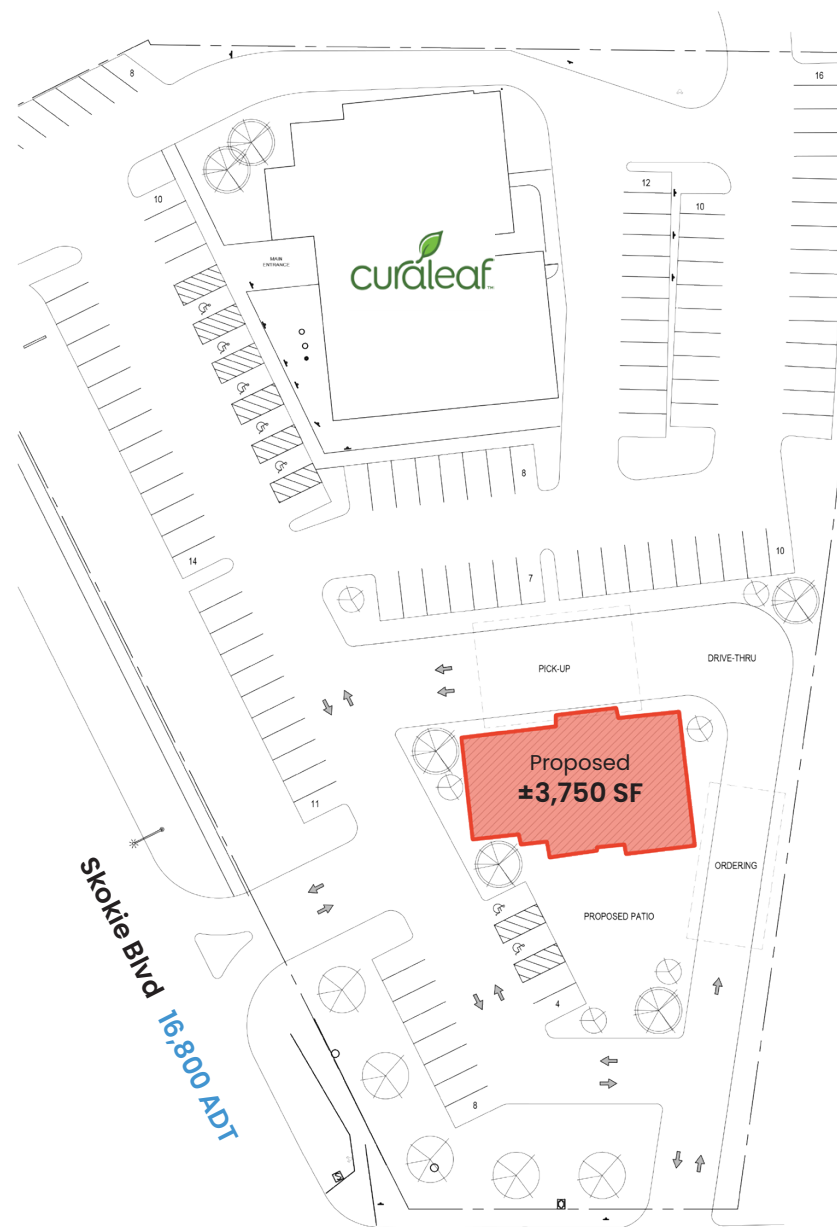 8
16
10
12
10
MAIN
ENTRANCE
curaleaf
TM
8
14
7
10
PICK-UP
DRIVE-THRU
Proposed
±3,750 SF
11
ORDERING
PROPOSED PATIO
Skokie Blvd 16,800 ADT
4
8